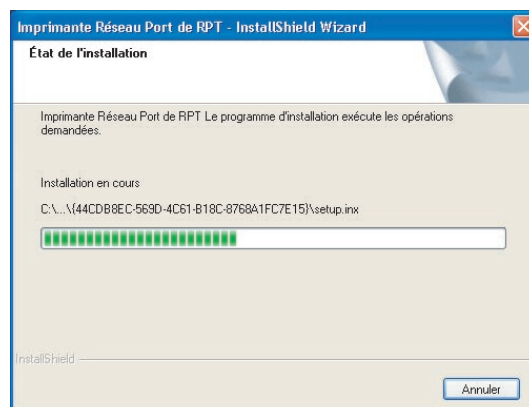 Imprimante Réseau Port de RPT - InstallShield Wizard
État de l'installation
Imprimante Réseau Port de RPT Le programme d'installation exécute les opérations
demandées.
Installation en cours
C:\...\{44CDB8EC-569D-4C61-B18C-8768A1FC7E15}\setup.inx
InstallShield
Annuler